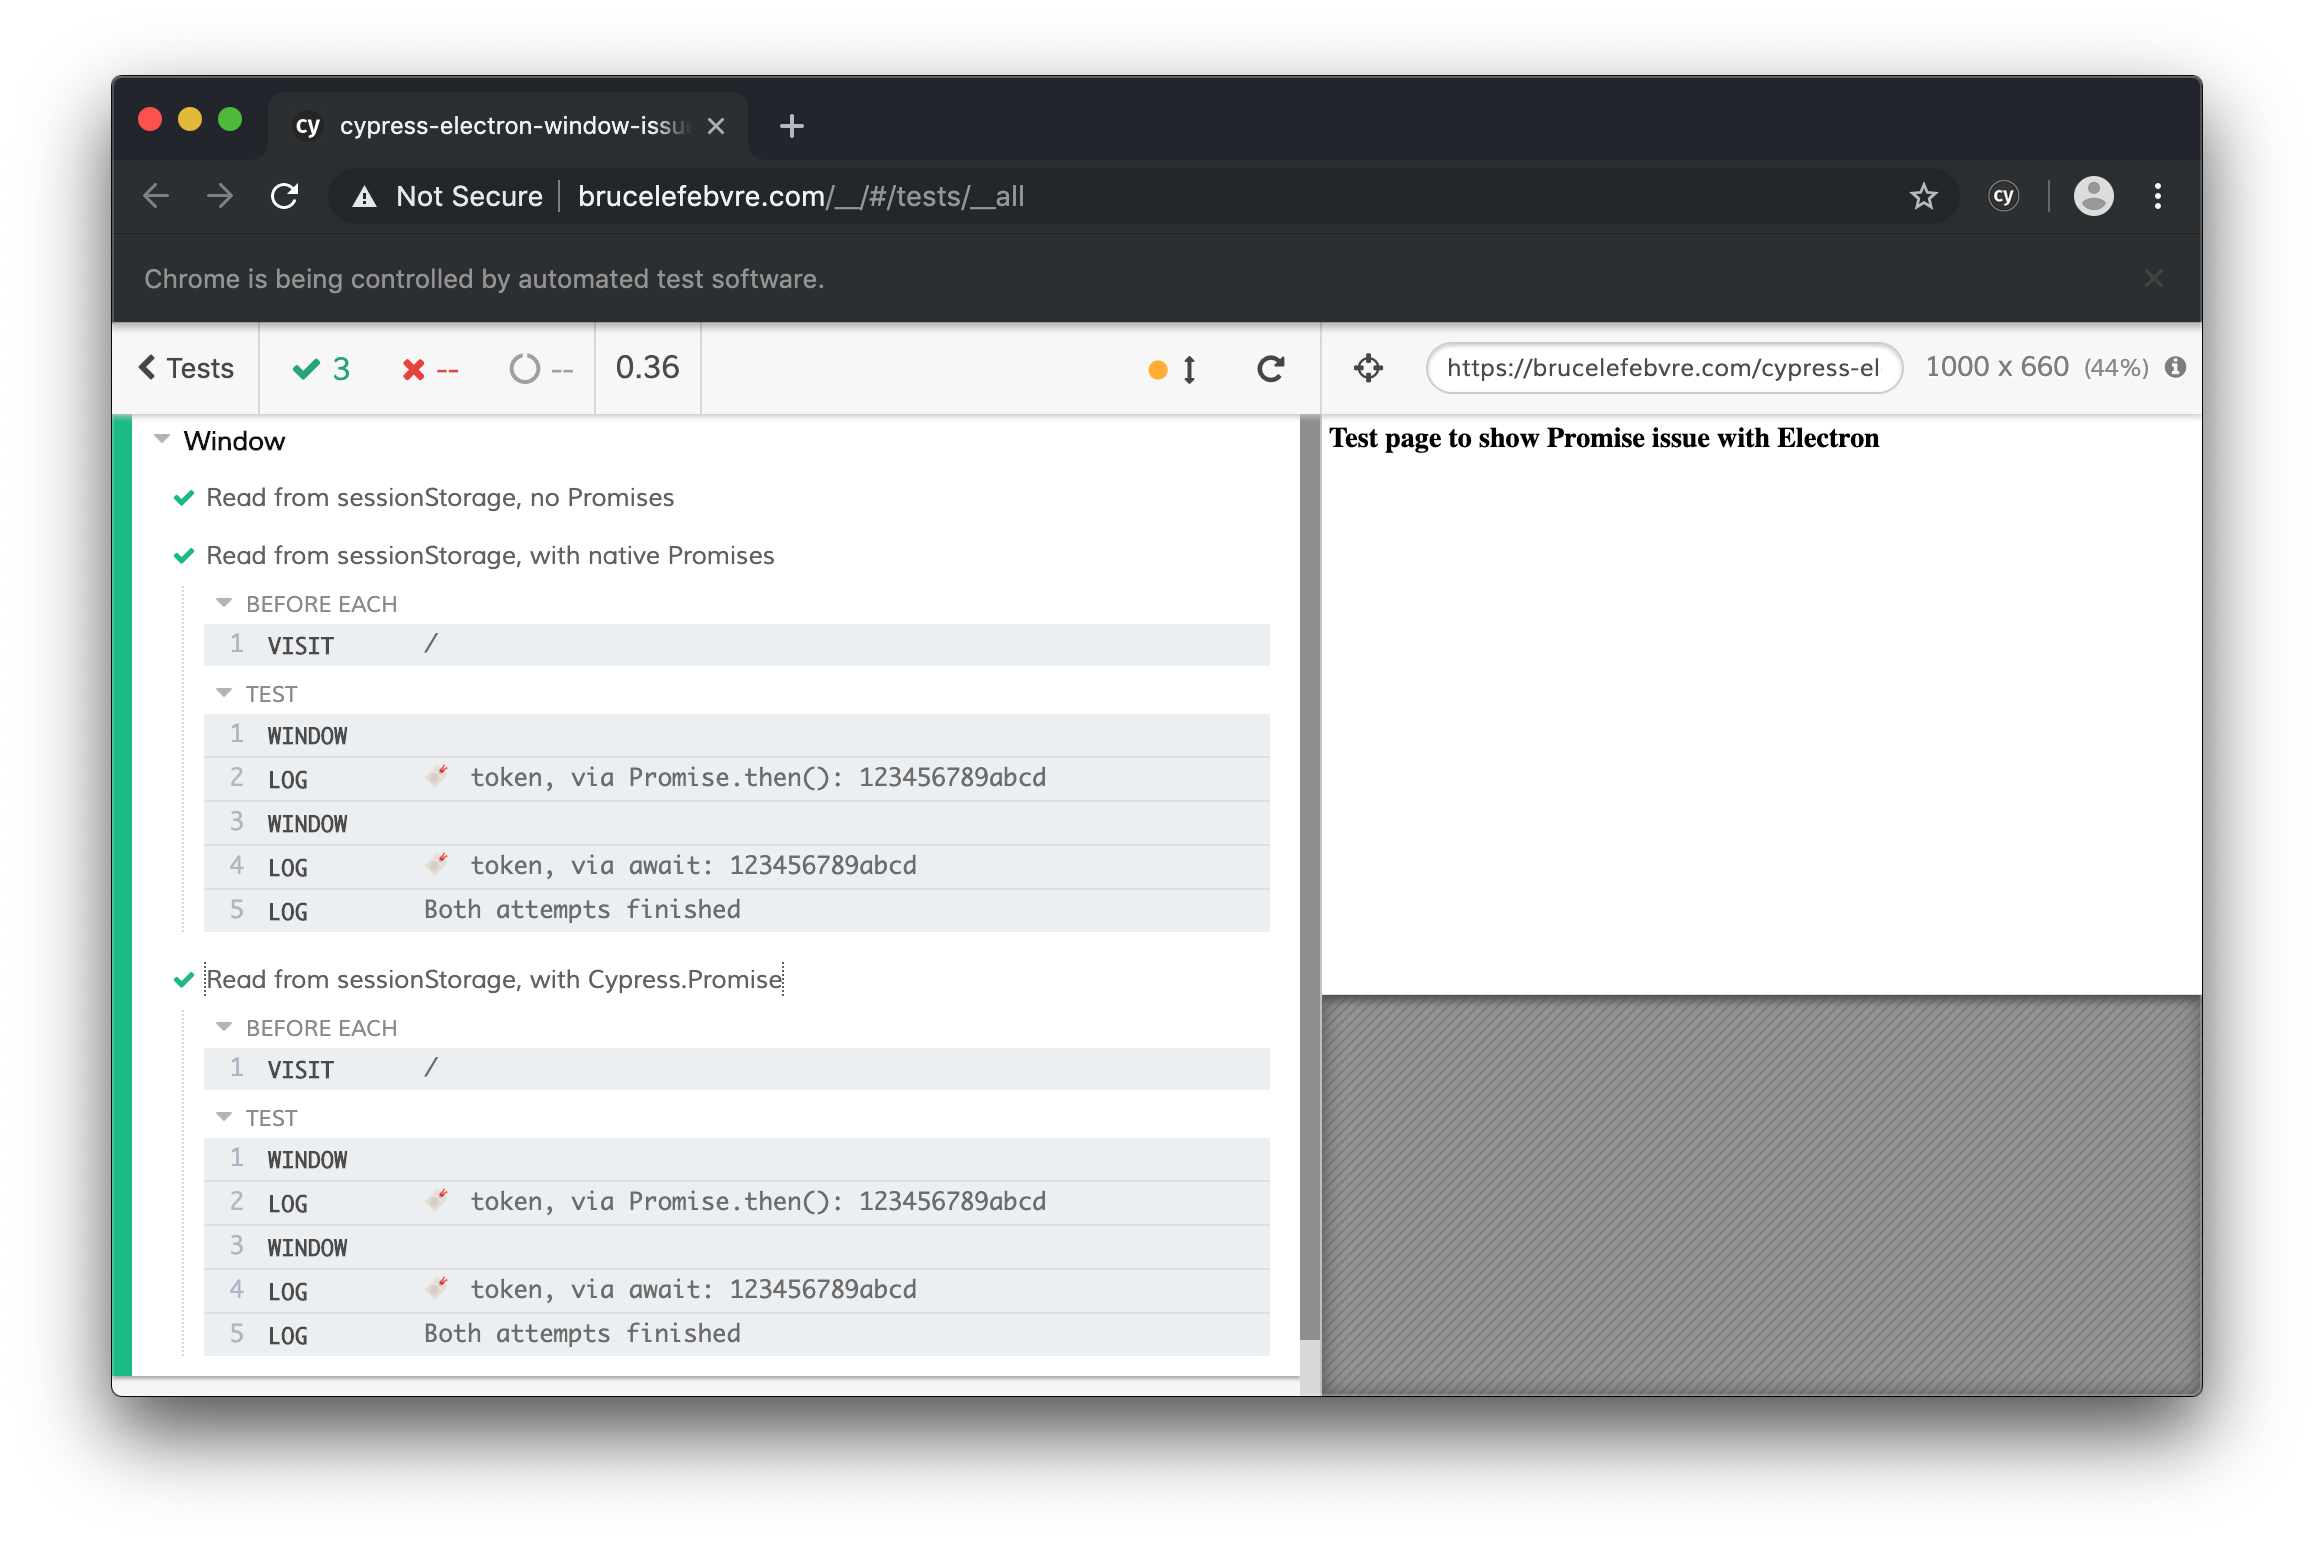 cy cypress-electron-window-issu
Not Secure brucelefebvre.com/__/#/tests/__all cy
Chrome is being controlled by automated test software.
Tests 3 -- -- 0.36 https://brucelefebvre.com/cypress-el 1000 x 660 (44%)
Window
Test page to show Promise issue with Electron
Read from sessionStorage, no Promises
Read from sessionStorage, with native Promises
BEFORE EACH
1 VISIT /
TEST
1 WINDOW
2 LOG token, via Promise.then(): 123456789abcd
3 WINDOW
4 LOG token, via await: 123456789abcd
5 LOG Both attempts finished
Read from sessionStorage, with Cypress.Promise
BEFORE EACH
1 VISIT /
TEST
1 WINDOW
2 LOG token, via Promise.then(): 123456789abcd
3 WINDOW
4 LOG token, via await: 123456789abcd
5 LOG Both attempts finished